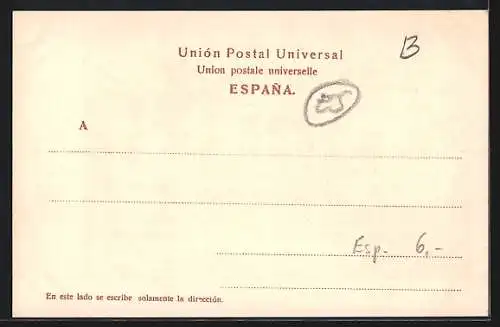 B
Unión Postal Universal
Union postale universelle
ESPAÑA.
A
Esp. 6,-
En este lado se escribe solamente la dirección.